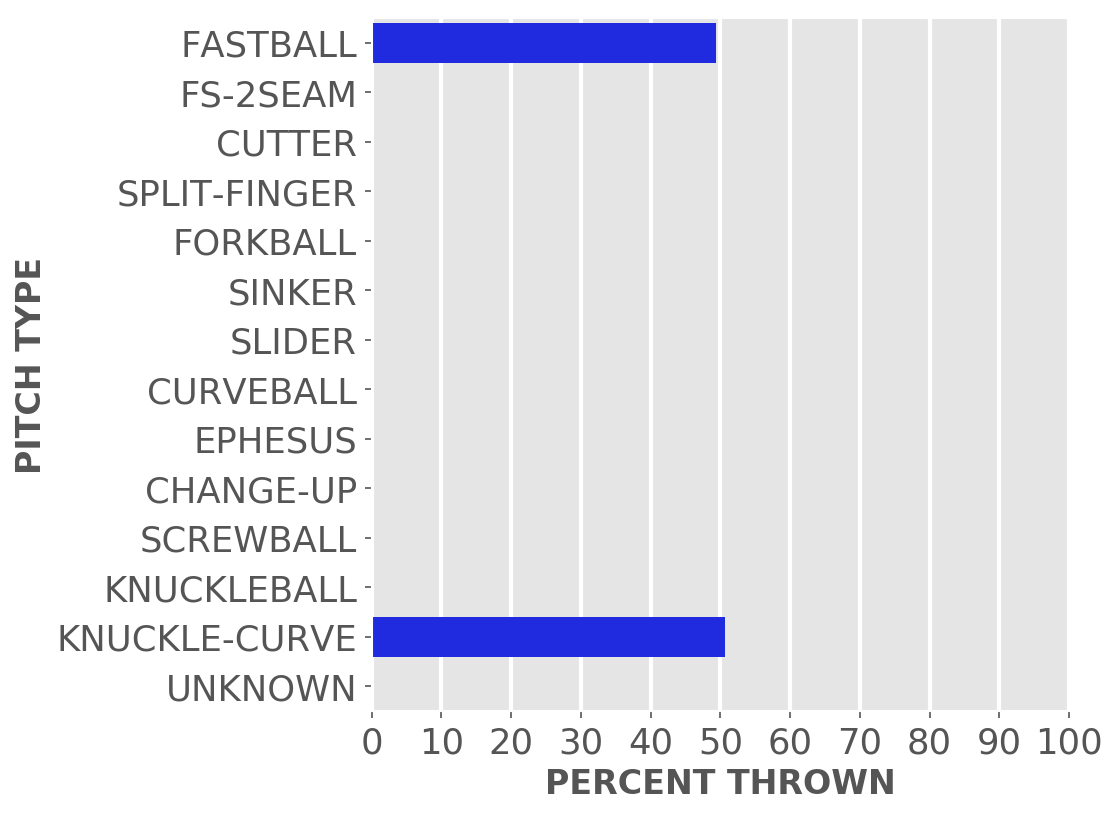 FASTBALL
FS-2SEAM
CUTTER
SPLIT-FINGER
FORKBALL
SINKER
SLIDER
CURVEBALL
EPHESUS
CHANGE-UP
SCREWBALL
KNUCKLEBALL
KNUCKLE-CURVE
UNKNOWN
PITCH TYPE
0 10 20 30 40 50 60 70 80 90 100
PERCENT THROWN